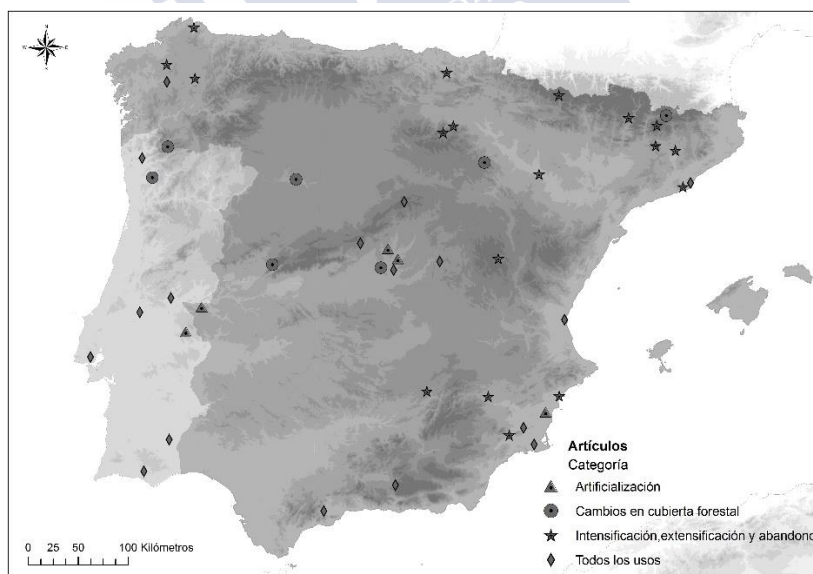 N
Artículos
Categoría
Artificialización
Cambios en cubierta forestal
Intensificación,extensificación y abandono
Todos los usos
0 25 50 100 Kilómetros